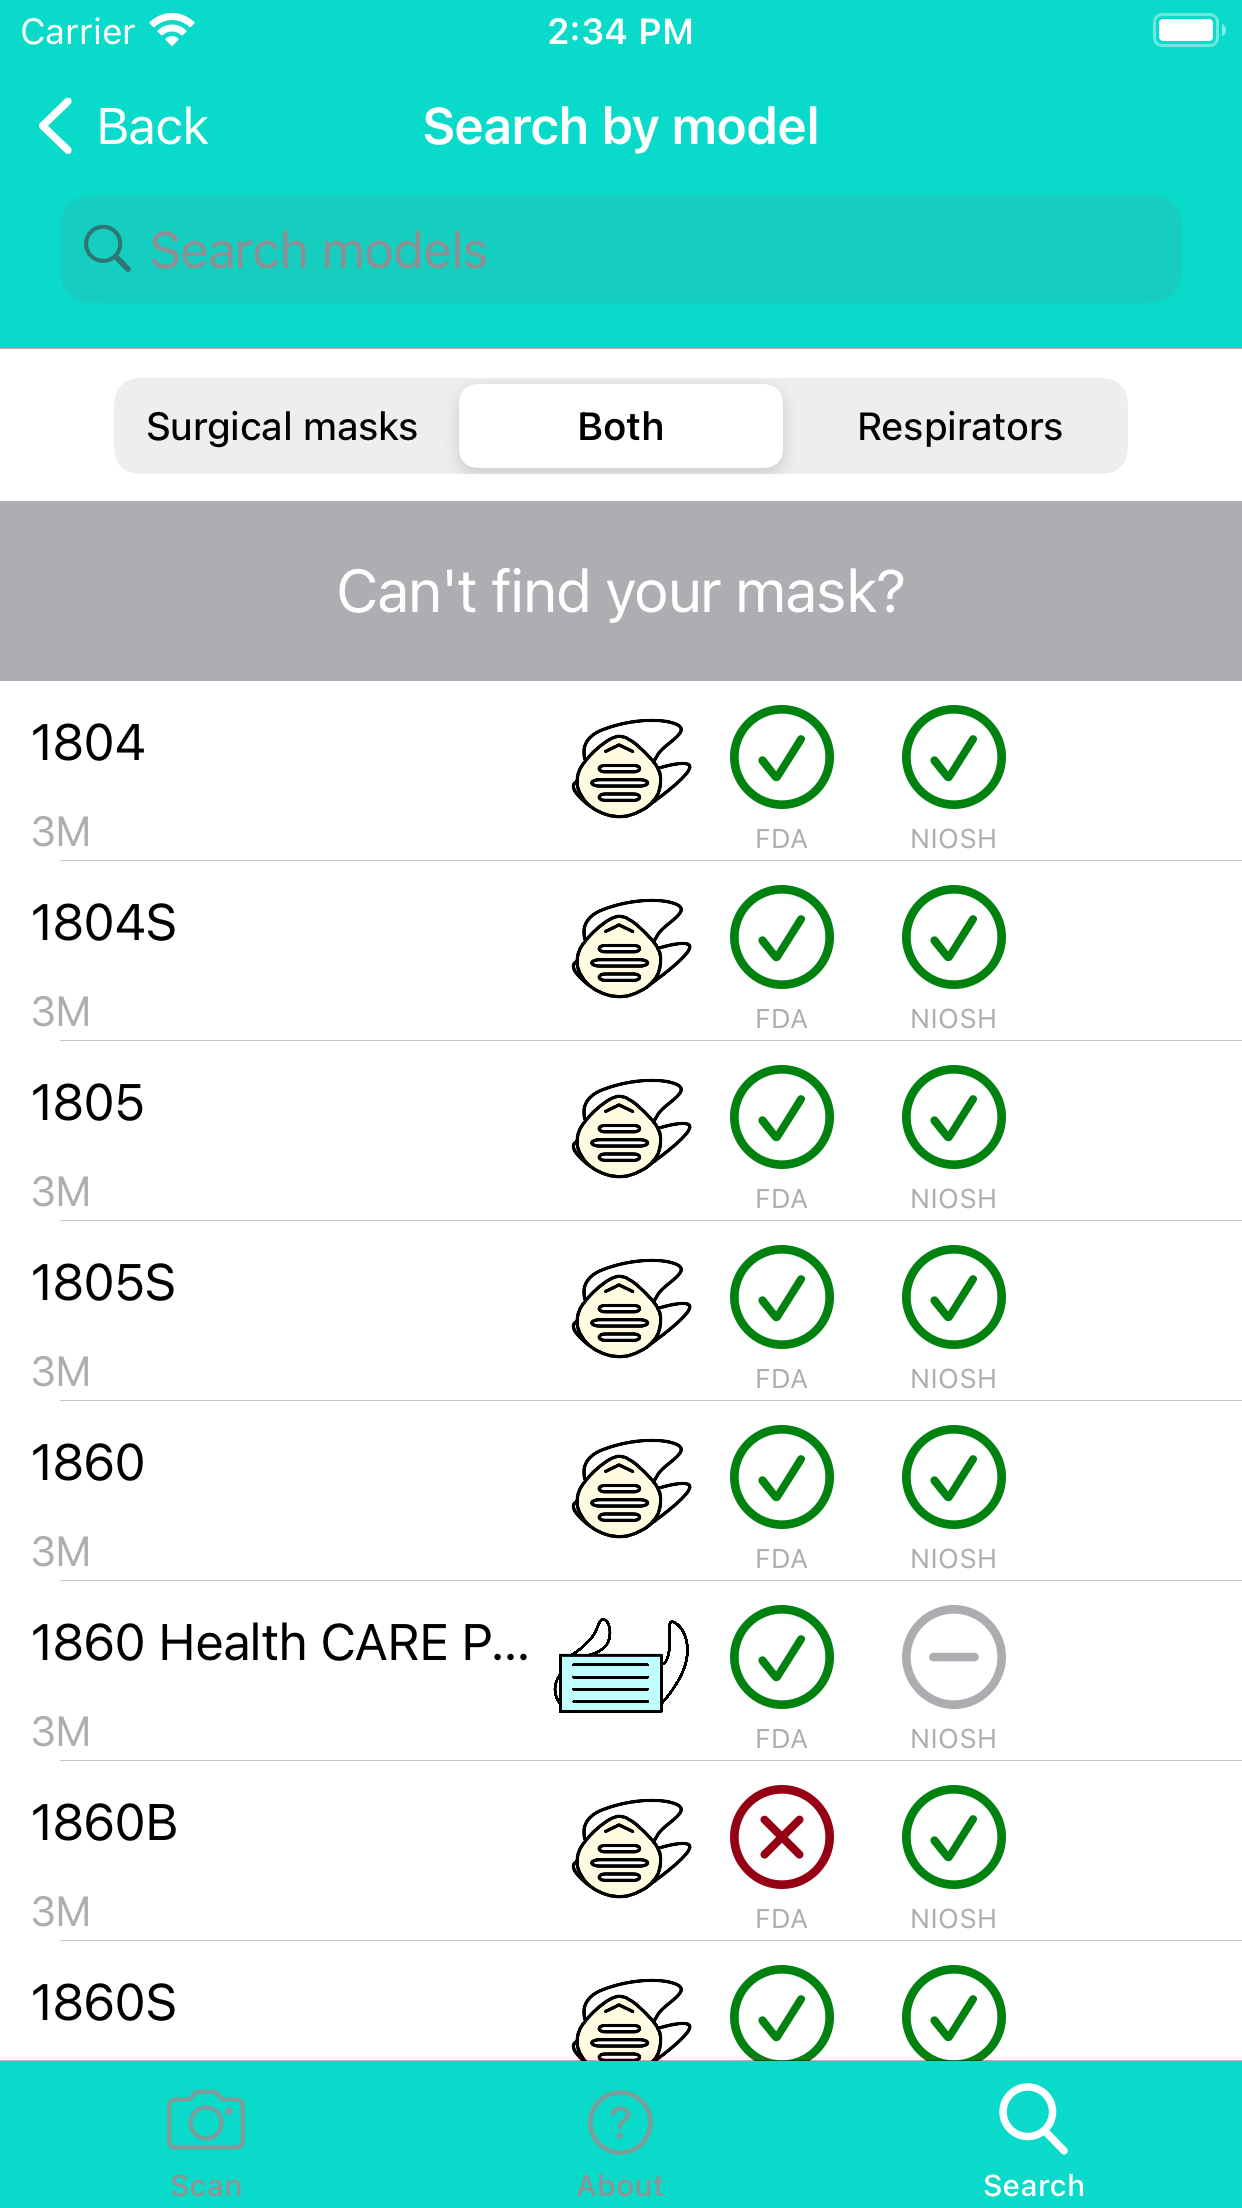 Carrier 2:34 PM
Back Search by model
Search models
Surgical masks Both Respirators
Can't find your mask?
1804
3M FDA NIOSH
1804S
3M FDA NIOSH
1805
3M FDA NIOSH
1805S
3M FDA NIOSH
1860
3M FDA NIOSH
1860 Health CARE P...
3M FDA NIOSH
1860B
3M FDA NIOSH
1860S
Scan ? About Search